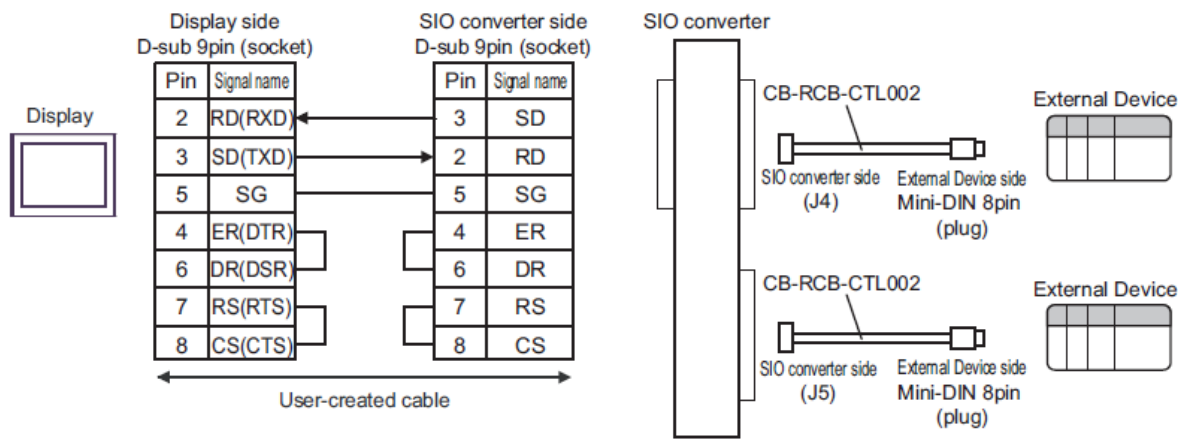 Display side
D-sub 9pin (socket)
SIO converter side
D-sub 9pin (socket)
SIO converter
Display
Pin Signal name Pin Signal name
2 RD(RXD) 3 SD
3 SD(TXD) 2 RD
5 SG 5 SG
4 ER(DTR) 4 ER
6 DR(DSR) 6 DR
7 RS(RTS) 7 RS
8 CS(CTS) 8 CS
User-created cable
CB-RCB-CTL002
External Device
SIO converter side
(J4)
External Device side
Mini-DIN 8pin
(plug)
CB-RCB-CTL002
External Device
SIO converter side
(J5)
External Device side
Mini-DIN 8pin
(plug)